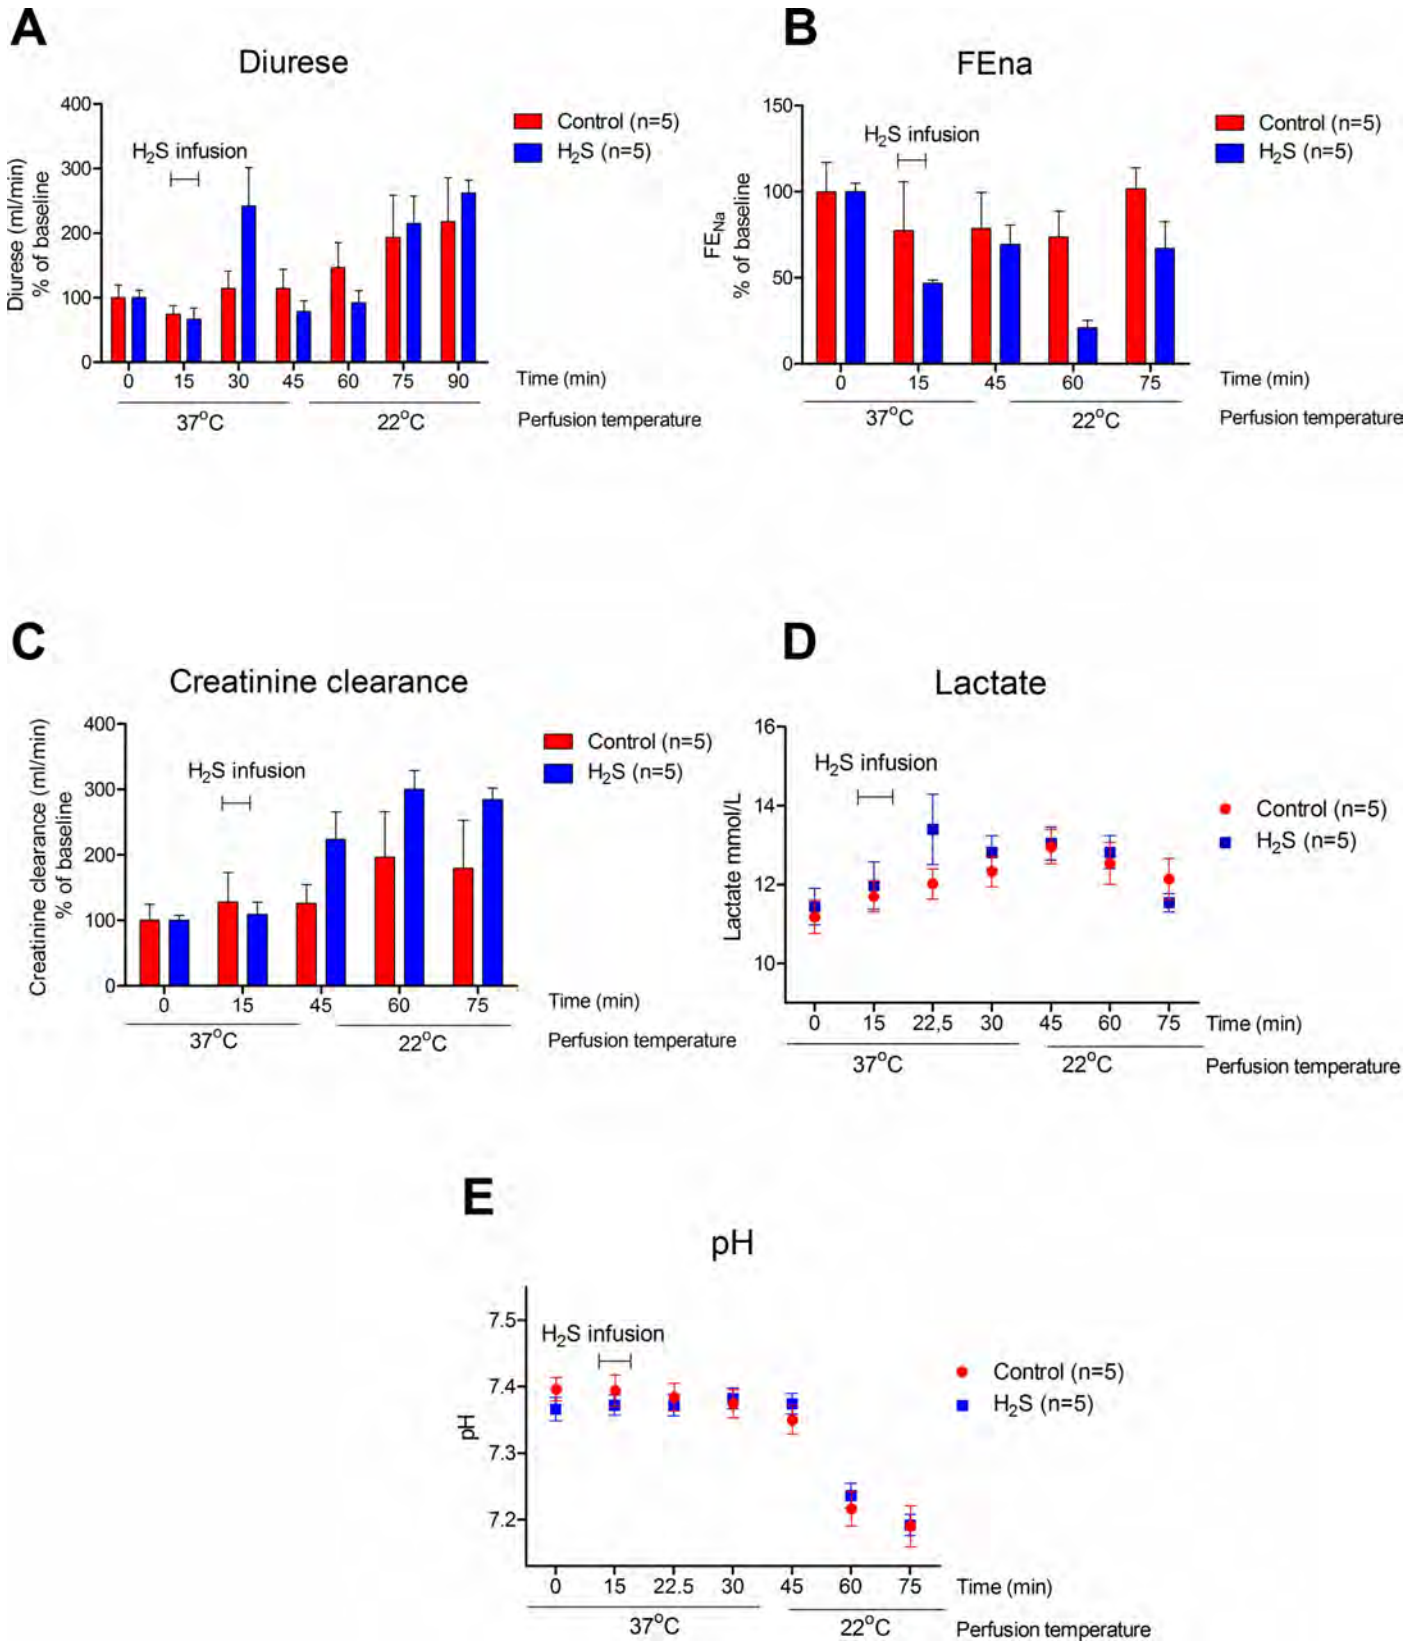 A
Diurese
Diurese (ml/min)
% of baseline
400
300
200
100
0
H₂S infusion
Control (n=5)
H₂S (n=5)
0 15 30 45 60 75 90 Time (min)
37°C 22°C Perfusion temperature
B
FEna
FE_Na
% of baseline
150
100
50
0
H₂S infusion
Control (n=5)
H₂S (n=5)
0 15 45 60 75 Time (min)
37°C 22°C Perfusion temperature
C
Creatinine clearance
Creatinine clearance (ml/min)
% of baseline
400
300
200
100
0
H₂S infusion
Control (n=5)
H₂S (n=5)
0 15 45 60 75 Time (min)
37°C 22°C Perfusion temperature
D
Lactate
Lactate mmol/L
16
14
12
10
H₂S infusion
Control (n=5)
H₂S (n=5)
0 15 22,5 30 45 60 75 Time (min)
37°C 22°C Perfusion temperature
E
pH
pH
7.5
7.4
7.3
7.2
H₂S infusion
Control (n=5)
H₂S (n=5)
0 15 22.5 30 45 60 75 Time (min)
37°C 22°C Perfusion temperature